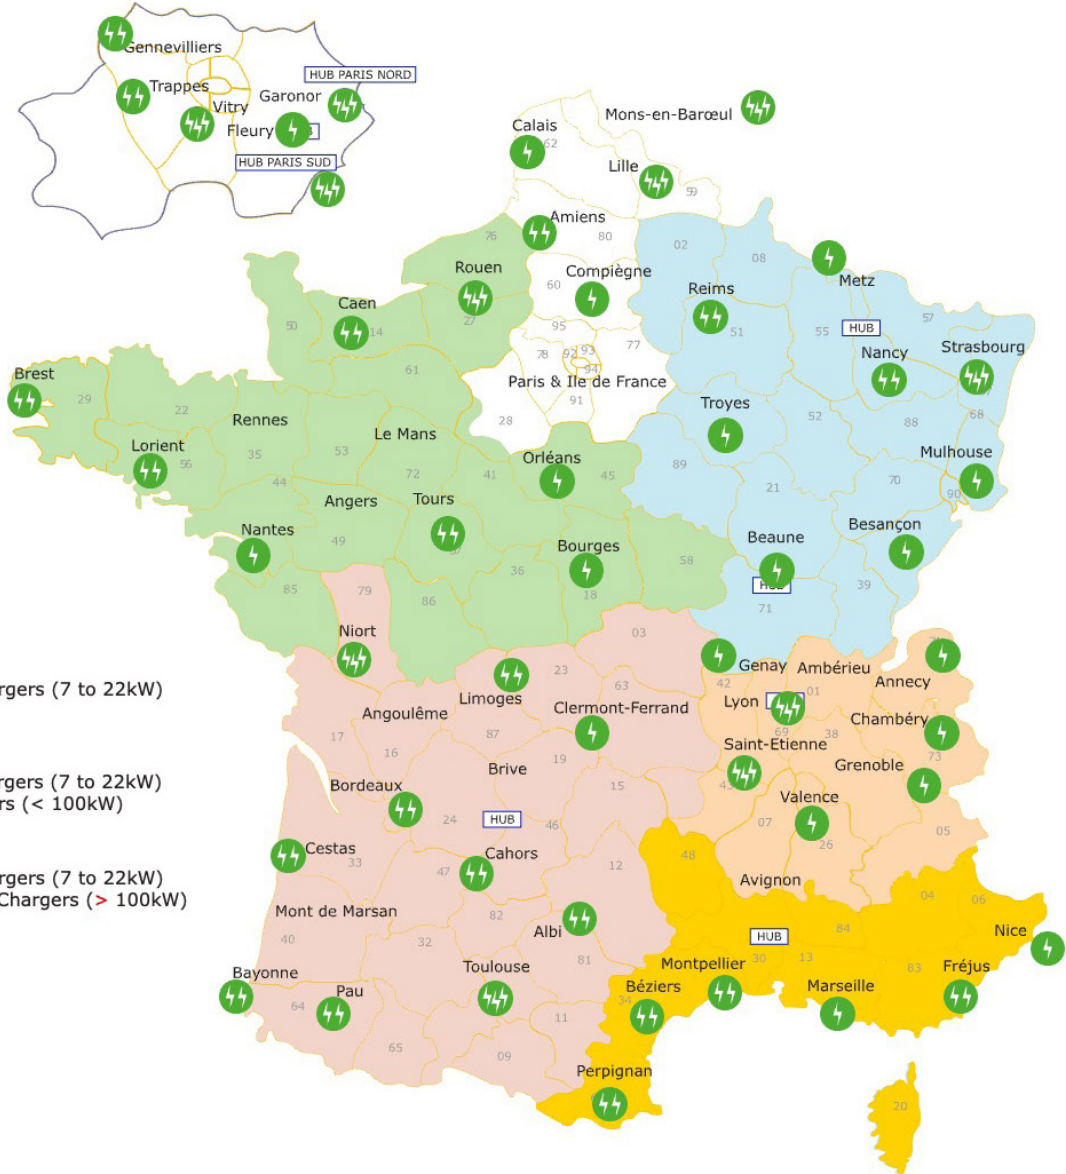 Gennevilliers
HUB PARIS NORD
Trappes
Garonor
Vitry
Fleury
HUB PARIS SUD
Mons-en-Barœul
Calais
62
Lille
59
Amiens
76
80
02
08
Rouen
Compiègne
Metz
60
Reims
Caen
27
57
50
14
95
51
55
HUB
77
78
92
93
Nancy
Strasbourg
94
Brest
61
Paris & Ile de France
29
91
22
Troyes
52
68
Rennes
28
88
Le Mans
Lorient
53
Mulhouse
35
Orléans
56
72
41
45
89
70
44
21
90
Angers
Tours
Nantes
Besançon
49
Beaune
Bourges
58
36
39
85
79
86
18
HUB
71
Niort
03
23
Genay
Ambérieu
42
Annecy
63
01
rgers (7 to 22kW)
Limoges
Clermont-Ferrand
Lyon
Angoulême
Chambéry
17
87
69
38
16
Saint-Etienne
73
19
Brive
Grenoble
rgers (7 to 22kW)
Bordeaux
15
43
Valence
rs (< 100kW)
24
HUB
46
07
05
26
Cestas
Cahors
48
33
47
12
rgers (7 to 22kW)
Avignon
04
06
Chargers (> 100kW)
Mont de Marsan
82
84
Albi
Nice
40
32
HUB
30
13
81
Montpellier
83
Fréjus
Bayonne
Toulouse
Béziers
Marseille
64
Pau
34
11
65
09
Perpignan
20